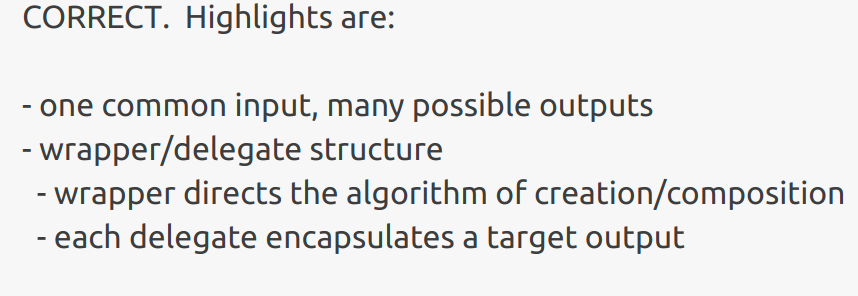 CORRECT.  Highlights are:
- one common input, many possible outputs
- wrapper/delegate structure
  - wrapper directs the algorithm of creation/composition
  - each delegate encapsulates a target output